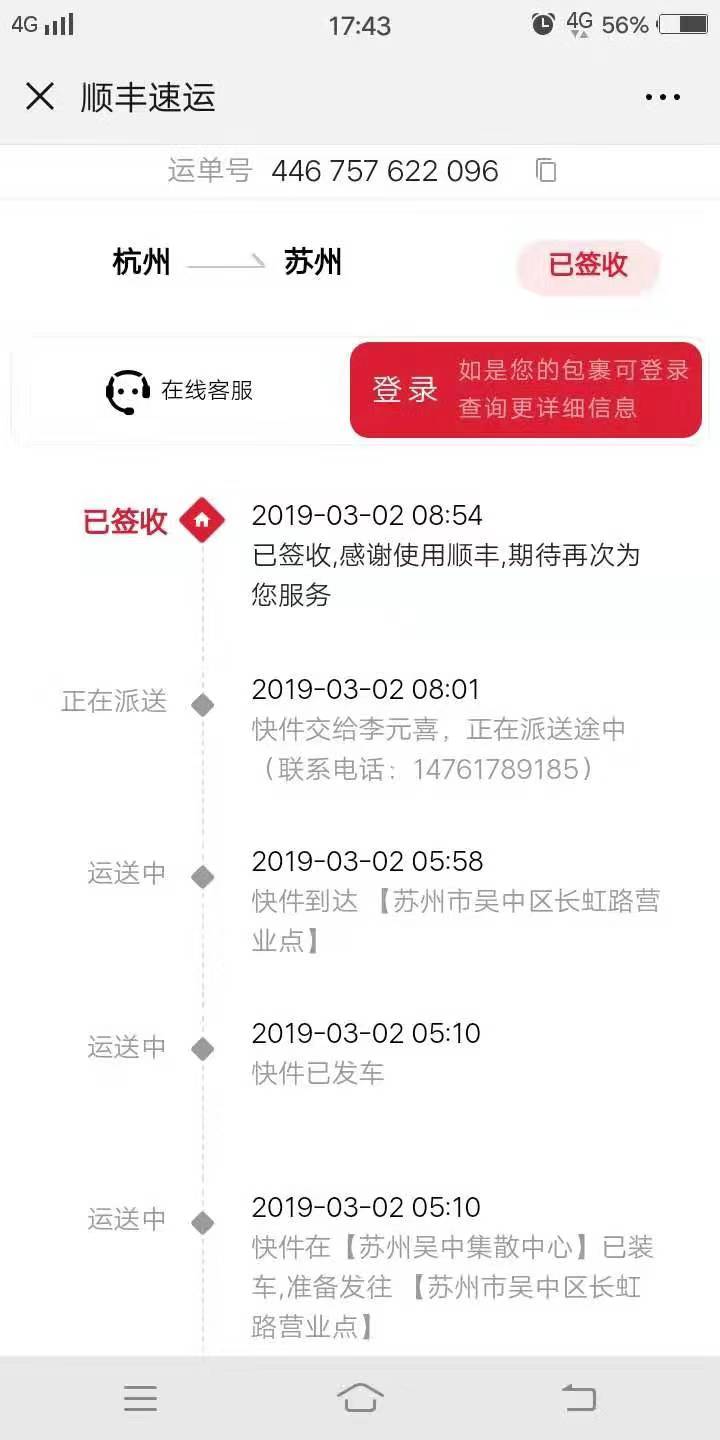 4G 17:43 4G 56%
顺丰速运
运单号 446 757 622 096
杭州 苏州 已签收
在线客服 登录 如是您的包裹可登录
查询更详细信息
已签收 2019-03-02 08:54
已签收,感谢使用顺丰,期待再次为
您服务
正在派送 2019-03-02 08:01
快件交给李元喜，正在派送途中
（联系电话：14761789185）
运送中 2019-03-02 05:58
快件到达 【苏州市吴中区长虹路营
业点】
运送中 2019-03-02 05:10
快件已发车
运送中 2019-03-02 05:10
快件在【苏州吴中集散中心】已装
车,准备发往 【苏州市吴中区长虹
路营业点】